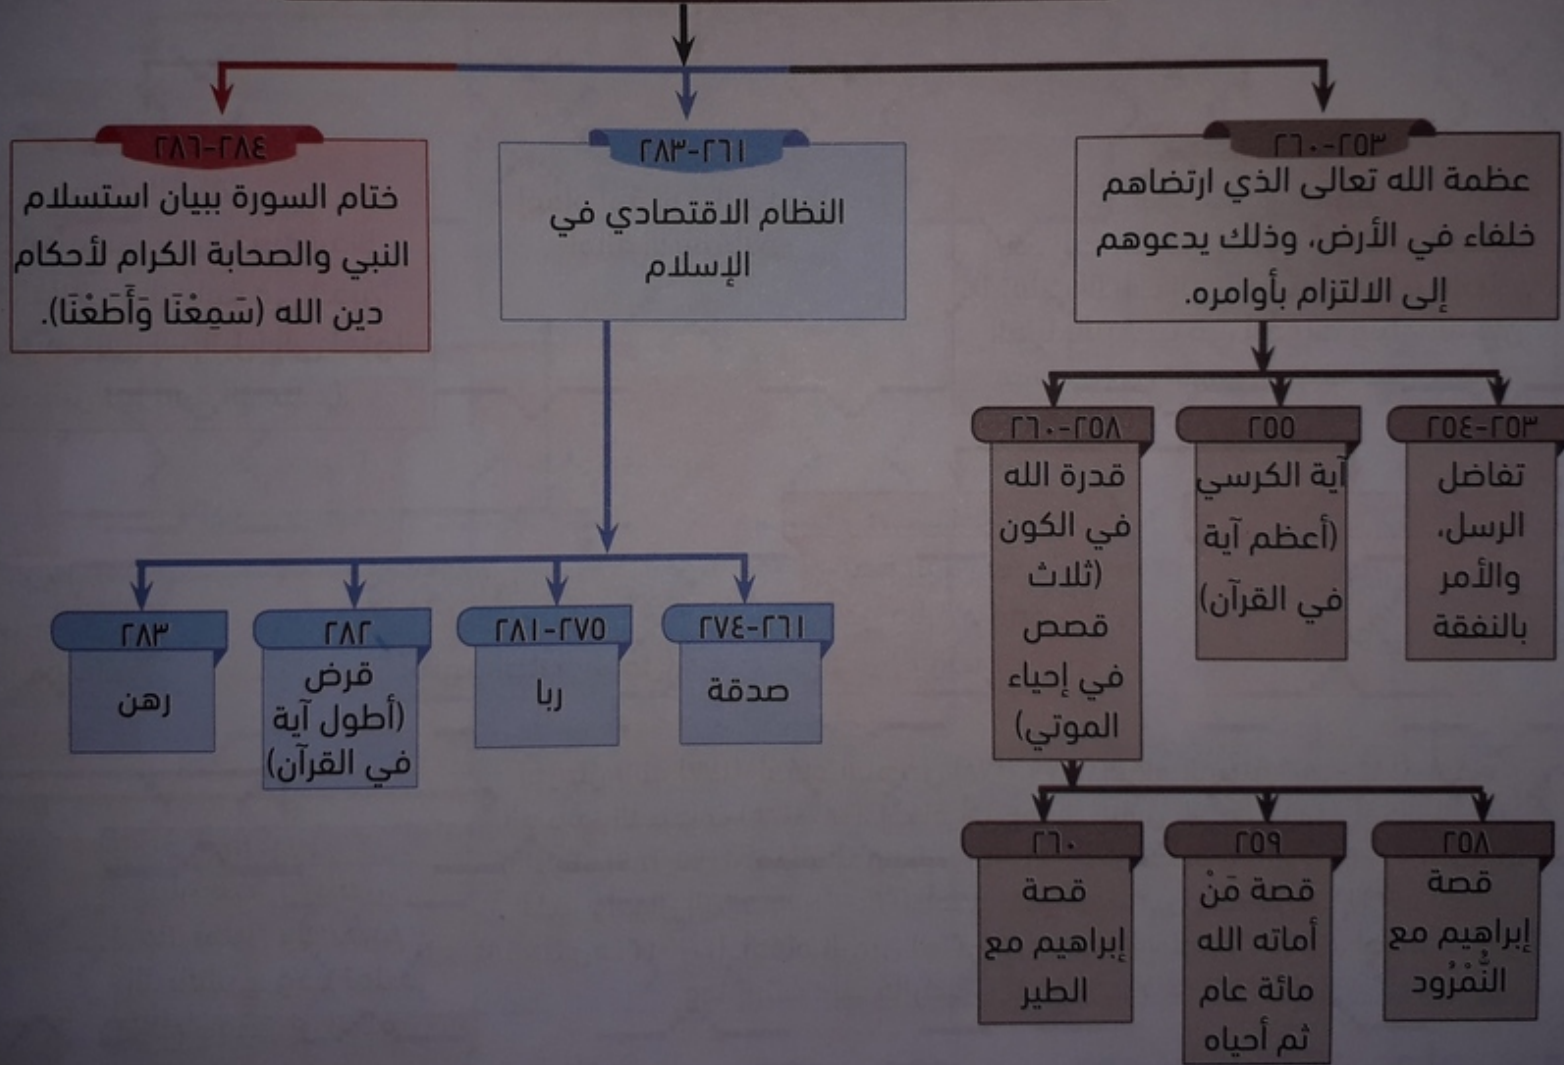 ٢٥٣-٢٦٠
عظمة الله تعالى الذي ارتضاهم
خلفاء في الأرض، وذلك يدعوهم
إلى الالتزام بأوامره.
٢٦١-٢٨٣
النظام الاقتصادي في
الإسلام
٢٨٤-٢٨٦
ختام السورة ببيان استسلام
النبي والصحابة الكرام لأحكام
دين الله (سَمِعْنَا وَأَطَعْنَا).
٢٥٣-٢٥٤
تفاضل
الرسل،
والأمر
بالنفقة
٢٥٥
آية الكرسي
(أعظم آية
في القرآن)
٢٥٨-٢٦٠
قدرة الله
في الكون
(ثلاث
قصص
في إحياء
الموتي)
٢٥٨
قصة
إبراهيم مع
النُّمْرُود
٢٥٩
قصة مَنْ
أماته الله
مائة عام
ثم أحياه
٢٦٠
قصة
إبراهيم مع
الطير
٢٦١-٢٧٤
صدقة
٢٧٥-٢٨١
ربا
٢٨٢
قرض
(أطول آية
في القرآن)
٢٨٣
رهن